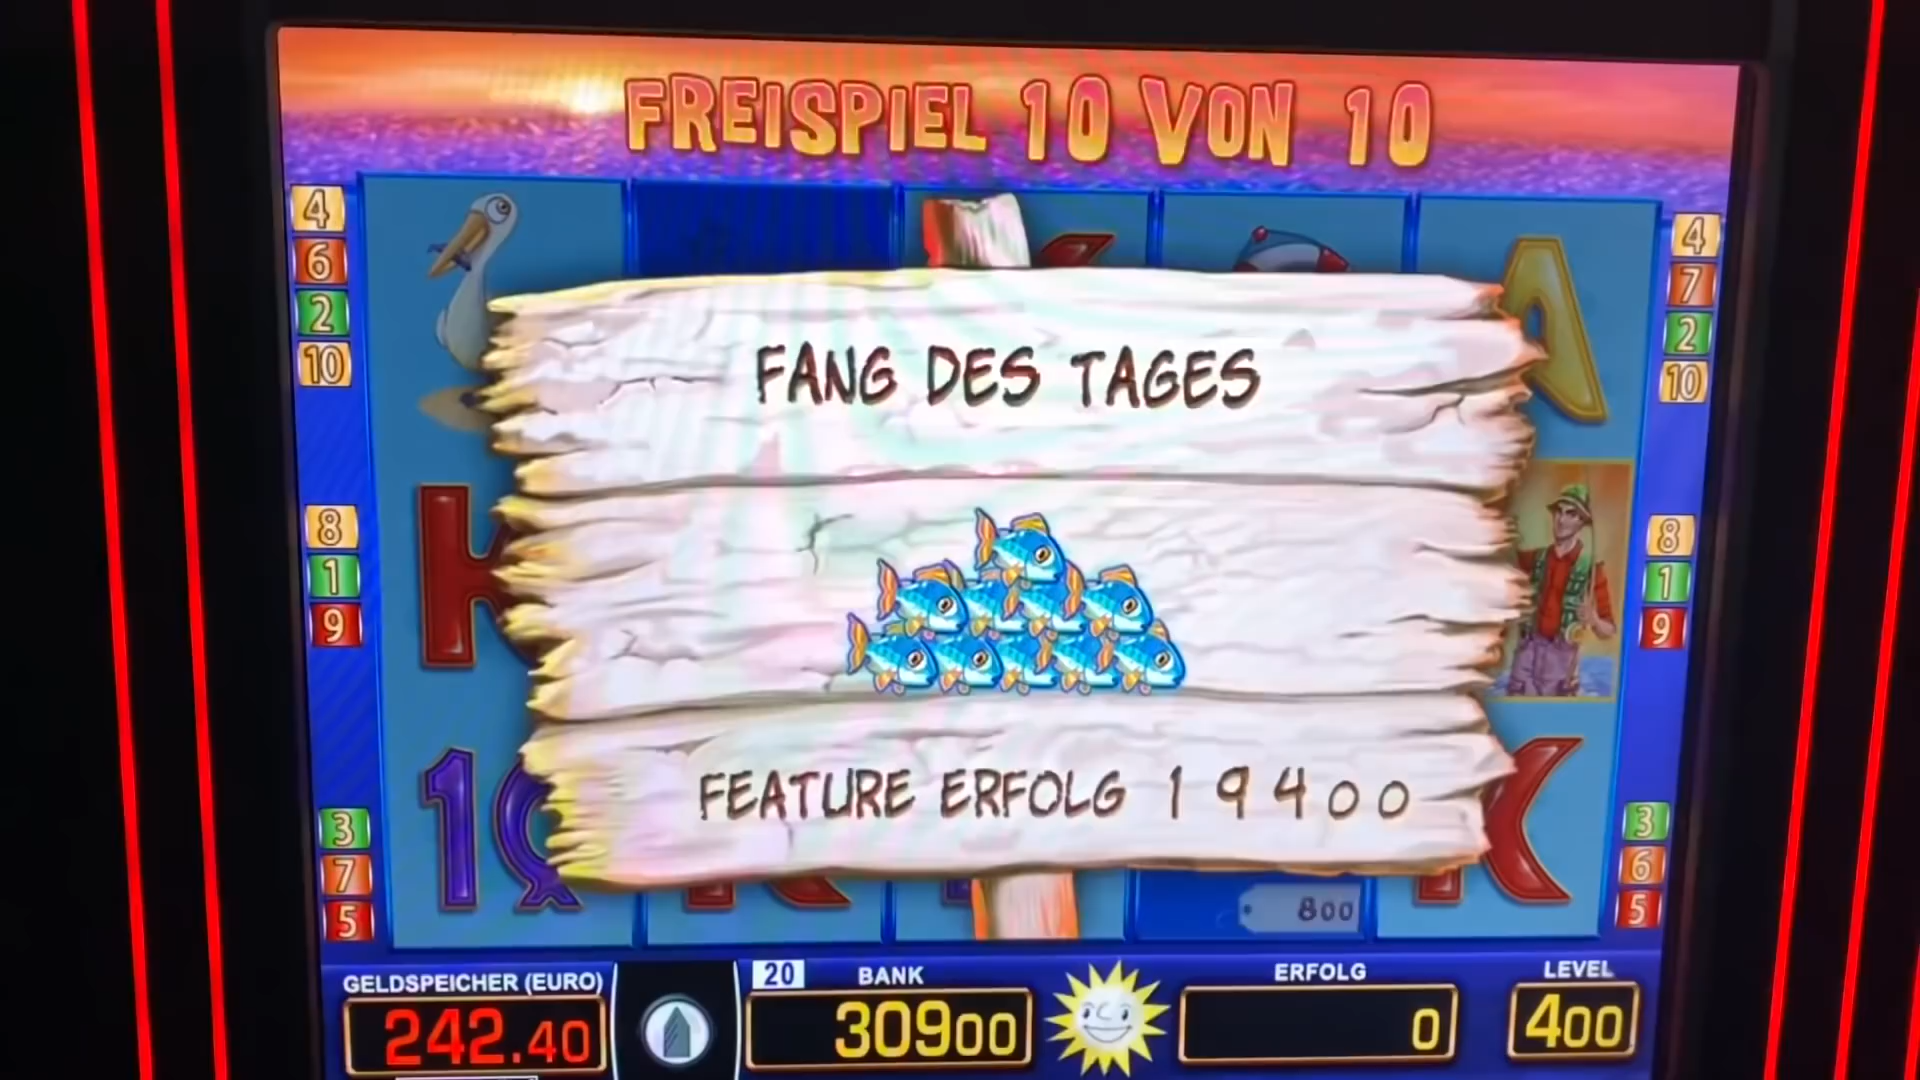 FREISPIEL 10 VON 10
4
6
2
10
8
1
9
3
7
5
A
K
10
K
FANG DES TAGES
FEATURE ERFOLG 19400
800
4
7
2
10
8
1
9
3
6
5
GELDSPEICHER (EURO)
242.40
20 BANK
30900
ERFOLG
0
LEVEL
400